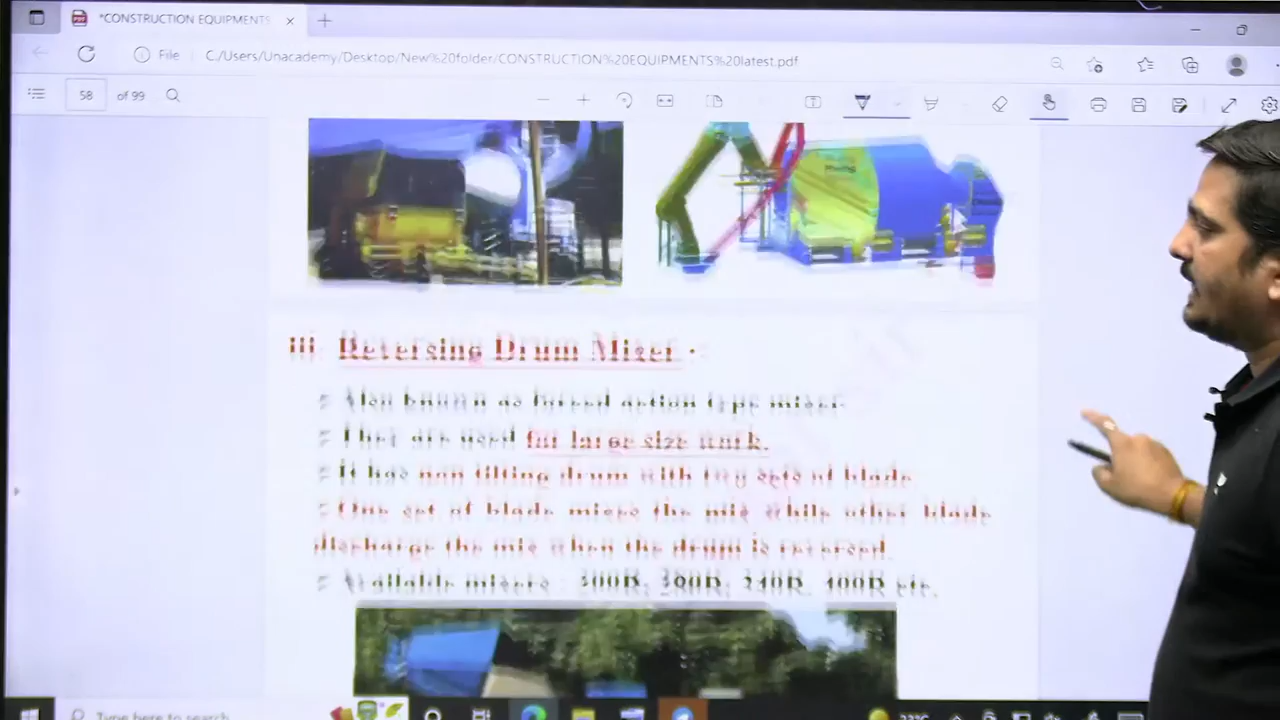 *CONSTRUCTION EQUIPMENTS
File C:/Users/Unacademy/Desktop/New%20folder/CONSTRUCTION%20EQUIPMENTS%20latest.pdf
58 of 99
iii Reversing Drum Mixer
Also known as forced action type mixer.
They are used for large size work.
It has non tilting drum with two sets of blade
One set of blade mixes the mix while other blade
discharge the mix when the drum is reversed.
Available mixers 200R, 340R, 400R etc.
Type here to search